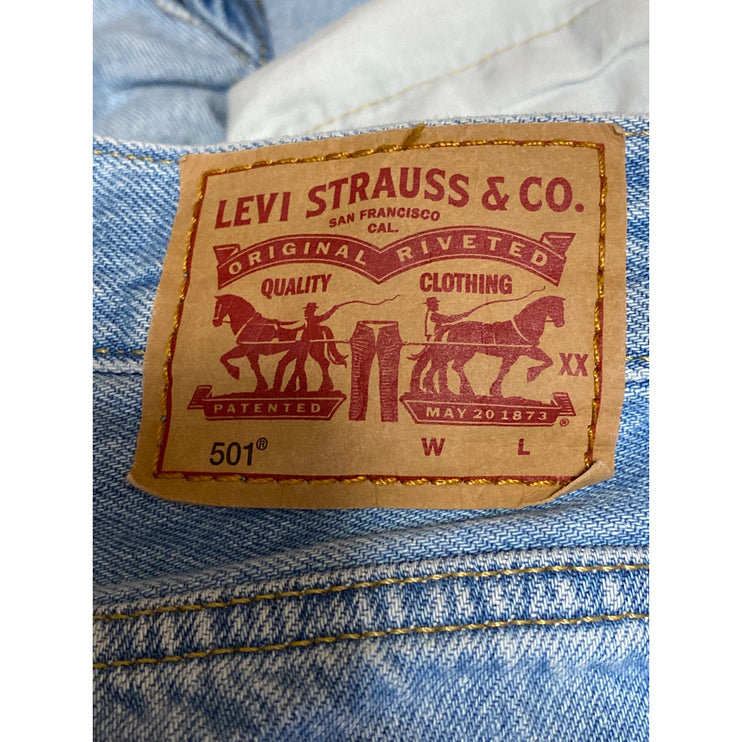 LEVI STRAUSS & CO.
SAN FRANCISCO
CAL.
ORIGINAL RIVETED
QUALITY CLOTHING
XX
PATENTED MAY 20 1873 ®
501® W L